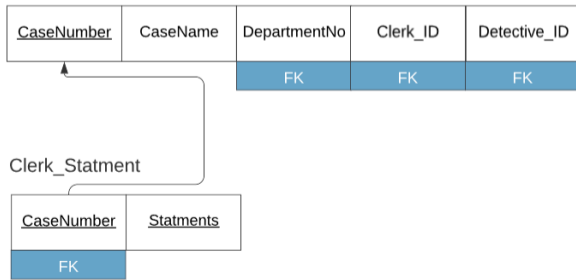 CaseNumber CaseName DepartmentNo Clerk_ID Detective_ID
FK FK FK
Clerk_Statment
CaseNumber Statments
FK